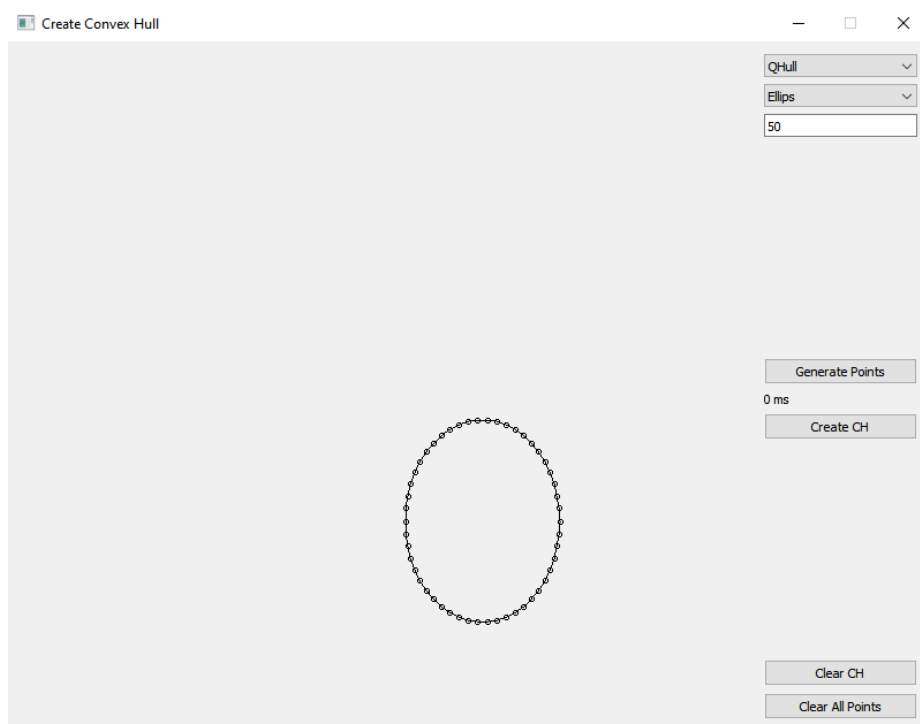 Create Convex Hull
QHull
Ellips
50
Generate Points
0 ms
Create CH
Clear CH
Clear All Points